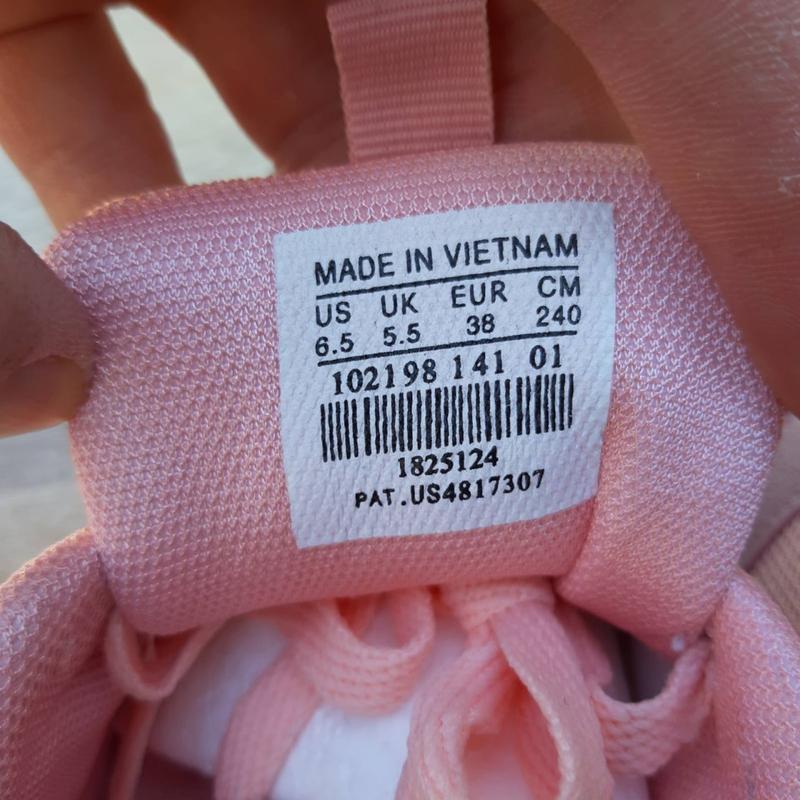 MADE IN VIETNAM
US UK EUR CM
6.5 5.5 38 240
102198 141 01
1825124
PAT.US4817307